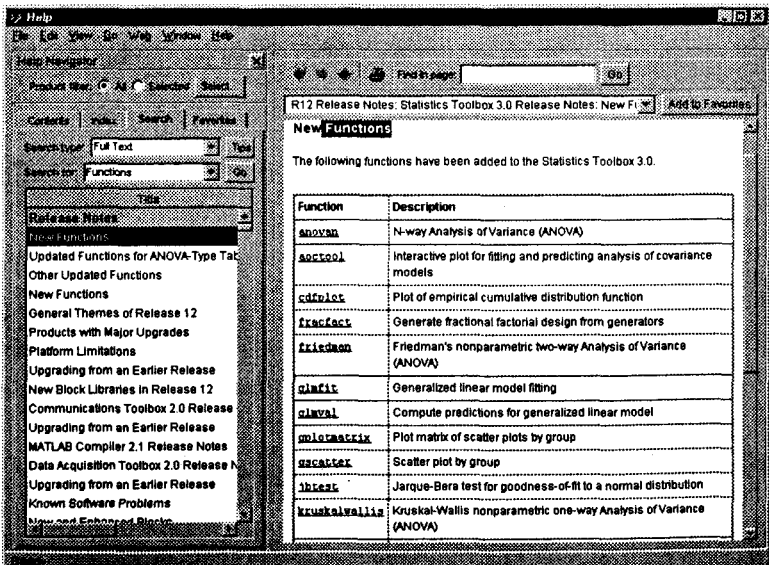 Help
File Edit View Go Web Window Help
Help Navigator
Product filter: All Selected Select...
Contents Index Search Favorites
Search type: Full Text Tips
Search for: Functions Go
Title
Release Notes
New Functions
Updated Functions for ANOVA-Type Tab
Other Updated Functions
New Functions
General Themes of Release 12
Products with Major Upgrades
Platform Limitations
Upgrading from an Earlier Release
New Block Libraries in Release 12
Communications Toolbox 2.0 Release
Upgrading from an Earlier Release
MATLAB Compiler 2.1 Release Notes
Data Acquisition Toolbox 2.0 Release N
Upgrading from an Earlier Release
Known Software Problems
New and Enhanced Blocks
Find in page: Go
R12 Release Notes: Statistics Toolbox 3.0 Release Notes: New Fu Add to Favorites
New Functions
The following functions have been added to the Statistics Toolbox 3.0.
Function Description
anovan N-way Analysis of Variance (ANOVA)
aoctool Interactive plot for fitting and predicting analysis of covariance
models
cdfplot Plot of empirical cumulative distribution function
fracfact Generate fractional factorial design from generators
friedman Friedman's nonparametric two-way Analysis of Variance
(ANOVA)
glmfit Generalized linear model fitting
glmval Compute predictions for generalized linear model
gplotmatrix Plot matrix of scatter plots by group
gscatter Scatter plot by group
jbtest Jarque-Bera test for goodness-of-fit to a normal distribution
kruskalwallis Kruskal-Wallis nonparametric one-way Analysis of Variance
(ANOVA)